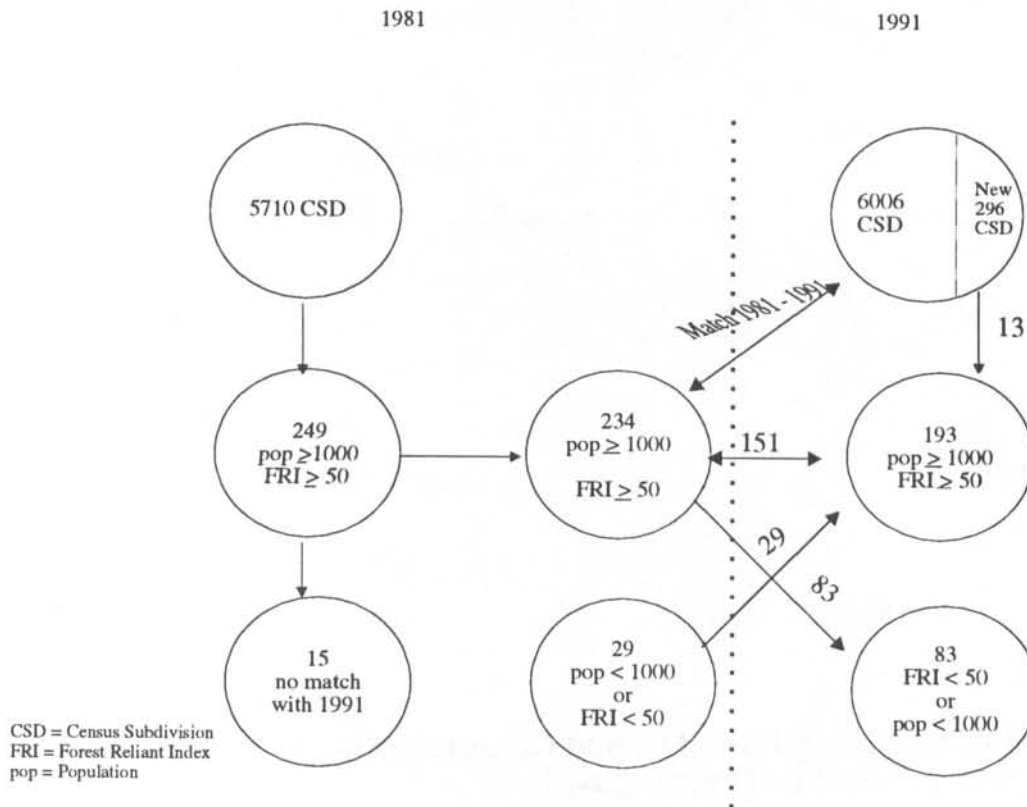 1981
1991
5710 CSD
6006
CSD
New
296
CSD
Match 1981 - 1991
13
249
pop ≥1000
FRI ≥ 50
234
pop ≥ 1000
FRI ≥ 50
151
193
pop ≥ 1000
FRI ≥ 50
29
83
15
no match
with 1991
29
pop < 1000
or
FRI < 50
83
FRI < 50
or
pop < 1000
CSD = Census Subdivision
FRI = Forest Reliant Index
pop = Population